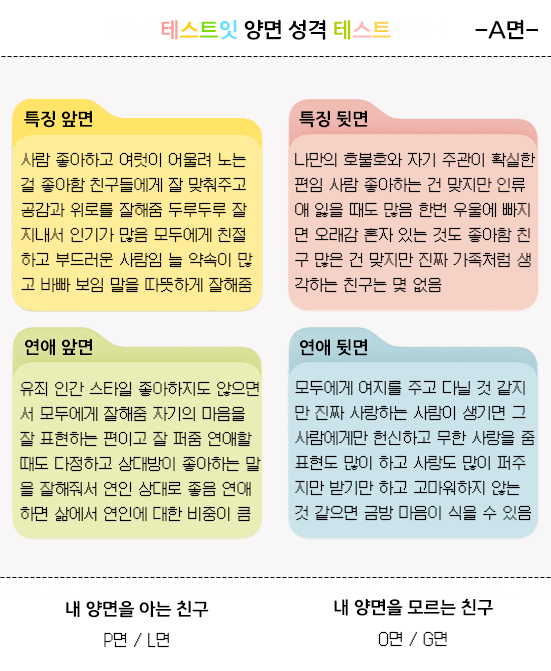 테스트잇 양면 성격 테스트
-A면-
특징 앞면
사람 좋아하고 여럿이 어울려 노는
걸 좋아함 친구들에게 잘 맞춰주고
공감과 위로를 잘해줌 두루두루 잘
지내서 인기가 많음 모두에게 친절
하고 부드러운 사람임 늘 약속이 많
고 바빠 보임 말을 따뜻하게 잘해줌
특징 뒷면
나만의 호불호와 자기 주관이 확실한
편임 사람 좋아하는 건 맞지만 인류
애 잃을 때도 많음 한번 우울에 빠지
면 오래감 혼자 있는 것도 좋아함 친
구 많은 건 맞지만 진짜 가족처럼 생
각하는 친구는 몇 없음
연애 앞면
유죄 인간 스타일 좋아하지도 않으면
서 모두에게 잘해줌 자기의 마음을
잘 표현하는 편이고 잘 퍼줌 연애할
때도 다정하고 상대방이 좋아하는 말
을 잘해줘서 연인 상대로 좋음 연애
하면 삶에서 연인에 대한 비중이 큼
연애 뒷면
모두에게 여지를 주고 다닐 것 같지
만 진짜 사랑하는 사람이 생기면 그
사람에게만 헌신하고 무한 사랑을 줌
표현도 많이 하고 사랑도 많이 퍼주
지만 받기만 하고 고마워하지 않는
것 같으면 금방 마음이 식을 수 있음
내 양면을 아는 친구
P면 / L면
내 양면을 모르는 친구
O면 / G면